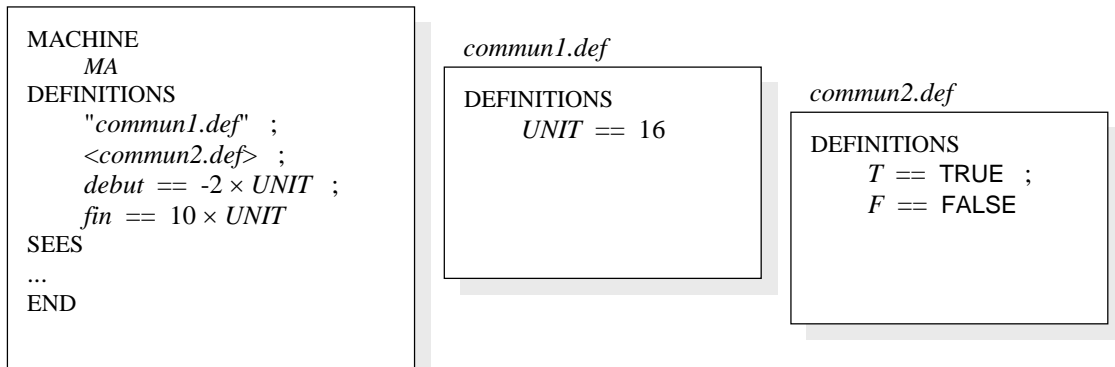 MACHINE
MA
DEFINITIONS
"commun1.def" ;
<commun2.def> ;
debut == -2 × UNIT ;
fin == 10 × UNIT
SEES
...
END
commun1.def
DEFINITIONS
UNIT == 16
commun2.def
DEFINITIONS
T == TRUE ;
F == FALSE